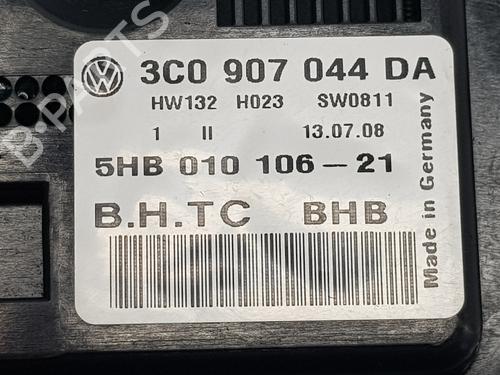 3C0 907 044 DA
HW132 H023 SW0811
1 II 13.07.08
5HB 010 106-21
B.H.TC BHB
Made in Germany
B-PARTS